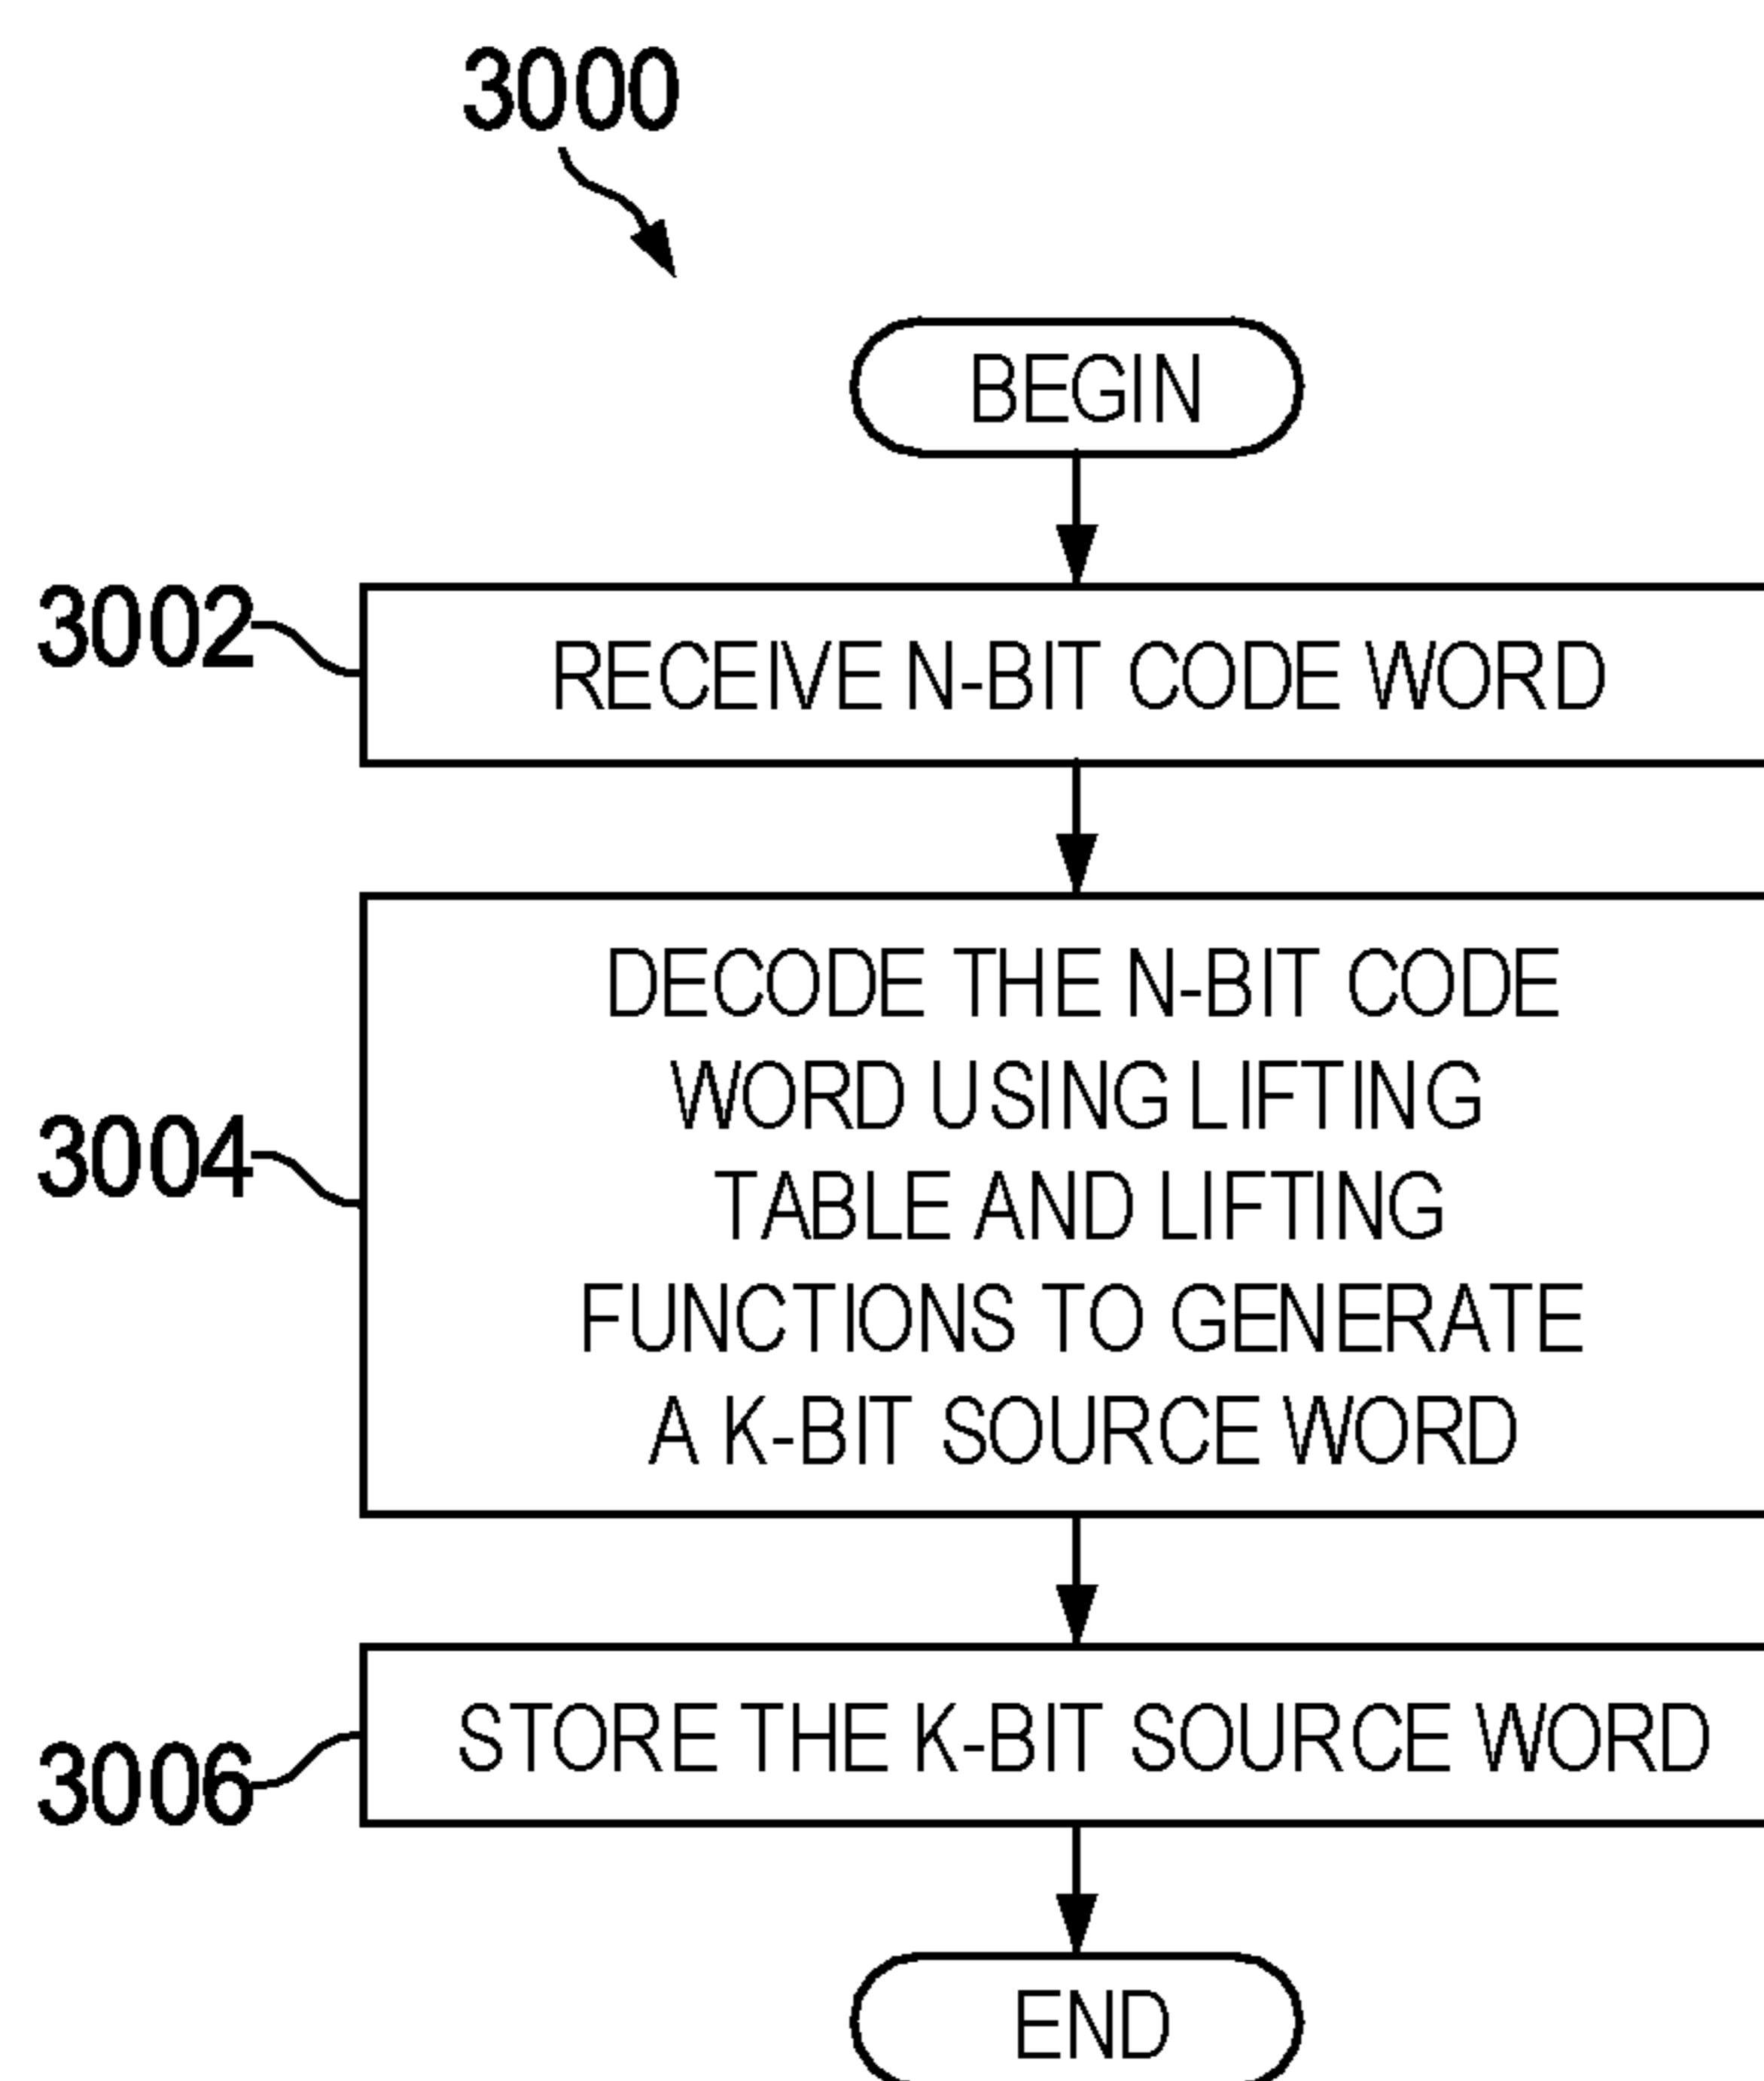 3000
BEGIN
3002
RECEIVE N-BIT CODE WORD
3004
DECODE THE N-BIT CODE
WORD USING LIFTING
TABLE AND LIFTING
FUNCTIONS TO GENERATE
A K-BIT SOURCE WORD
3006
STORE THE K-BIT SOURCE WORD
END